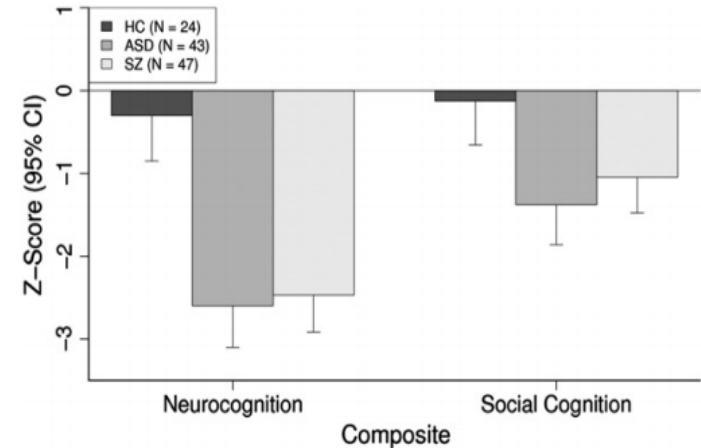 HC (N = 24)
ASD (N = 43)
SZ (N = 47)
1
0
−1
−2
−3
Z−Score (95% CI)
Neurocognition
Social Cognition
Composite